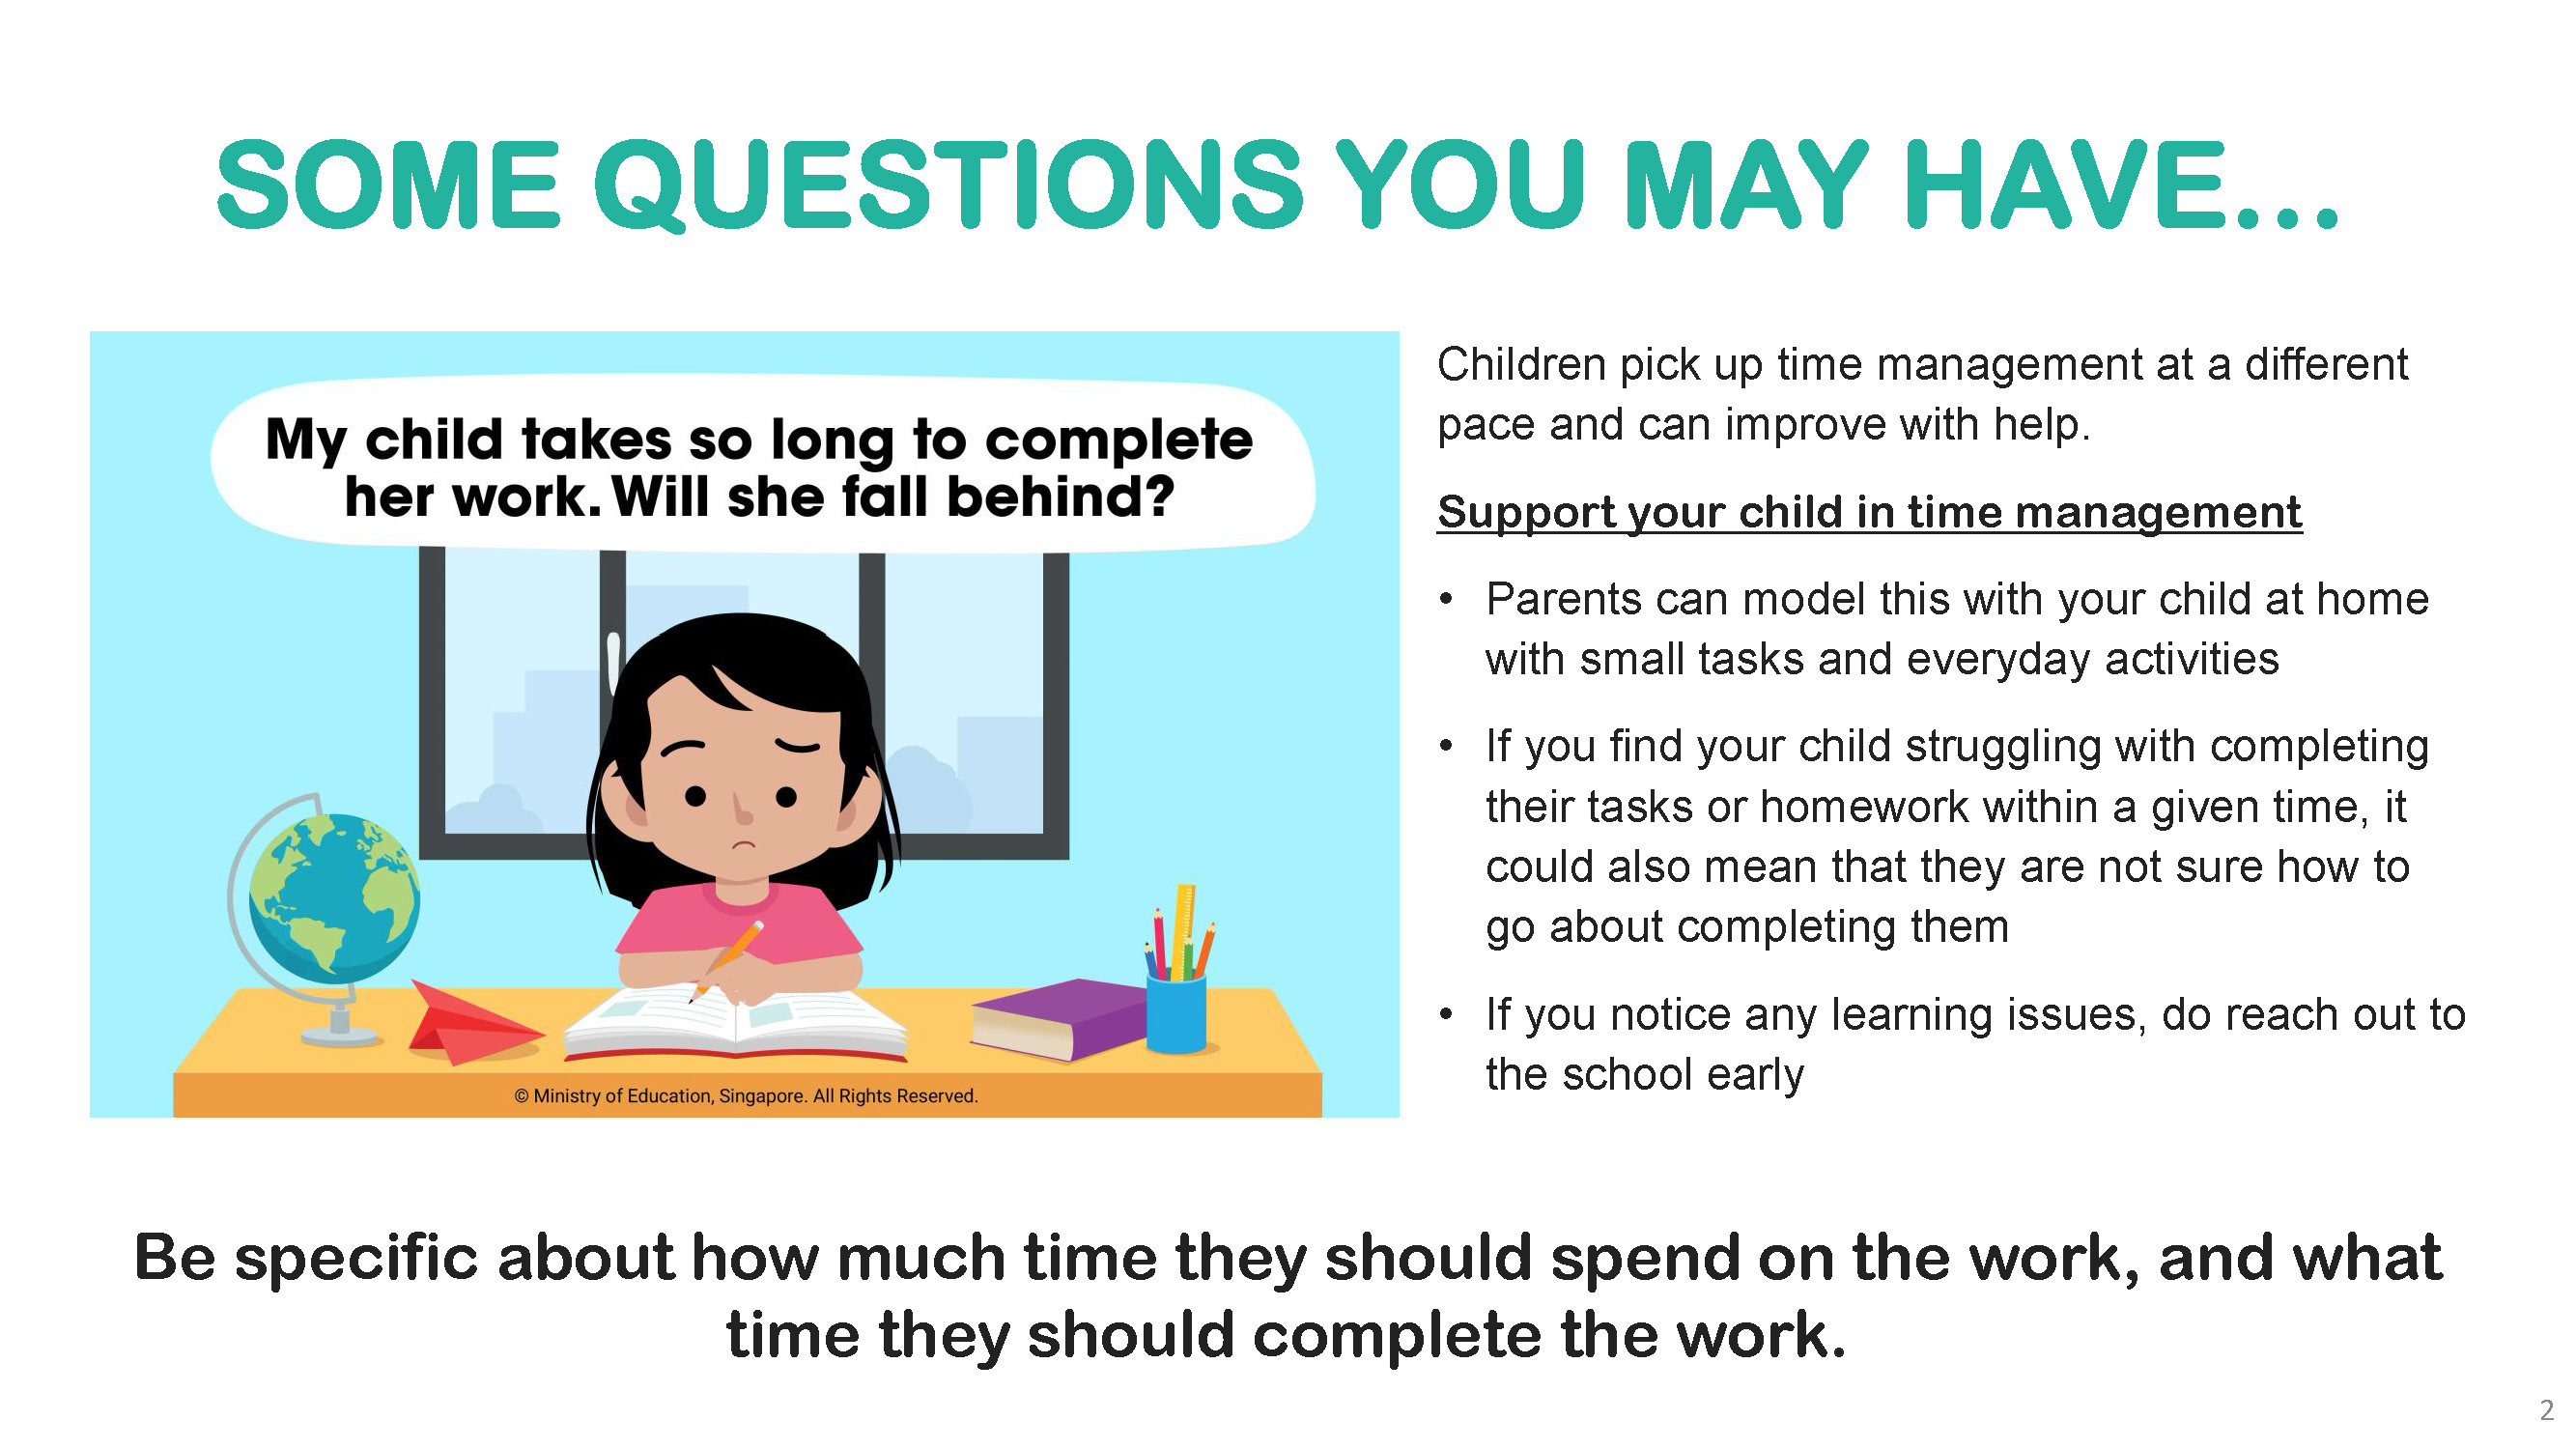 SOME QUESTIONS YOU MAY HAVE...
My child takes so long to complete
her work. Will she fall behind?
© Ministry of Education, Singapore. All Rights Reserved.
Children pick up time management at a different
pace and can improve with help.
Support your child in time management
• Parents can model this with your child at home
with small tasks and everyday activities
• If you find your child struggling with completing
their tasks or homework within a given time, it
could also mean that they are not sure how to
go about completing them
• If you notice any learning issues, do reach out to
the school early
Be specific about how much time they should spend on the work, and what
time they should complete the work.
2